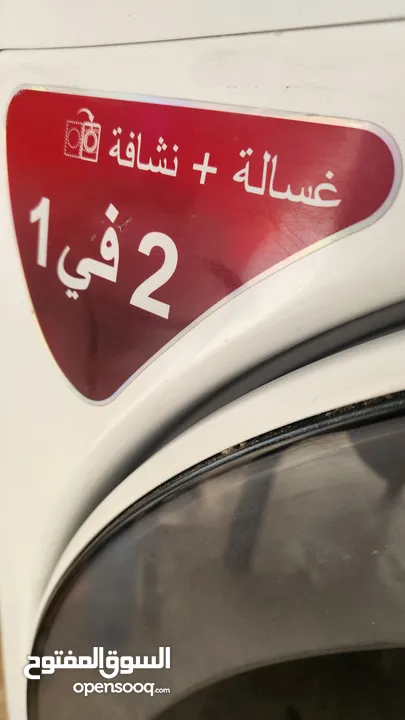 غسالة + نشافة
2 في 1
السوق المفتوح
opensooq.com